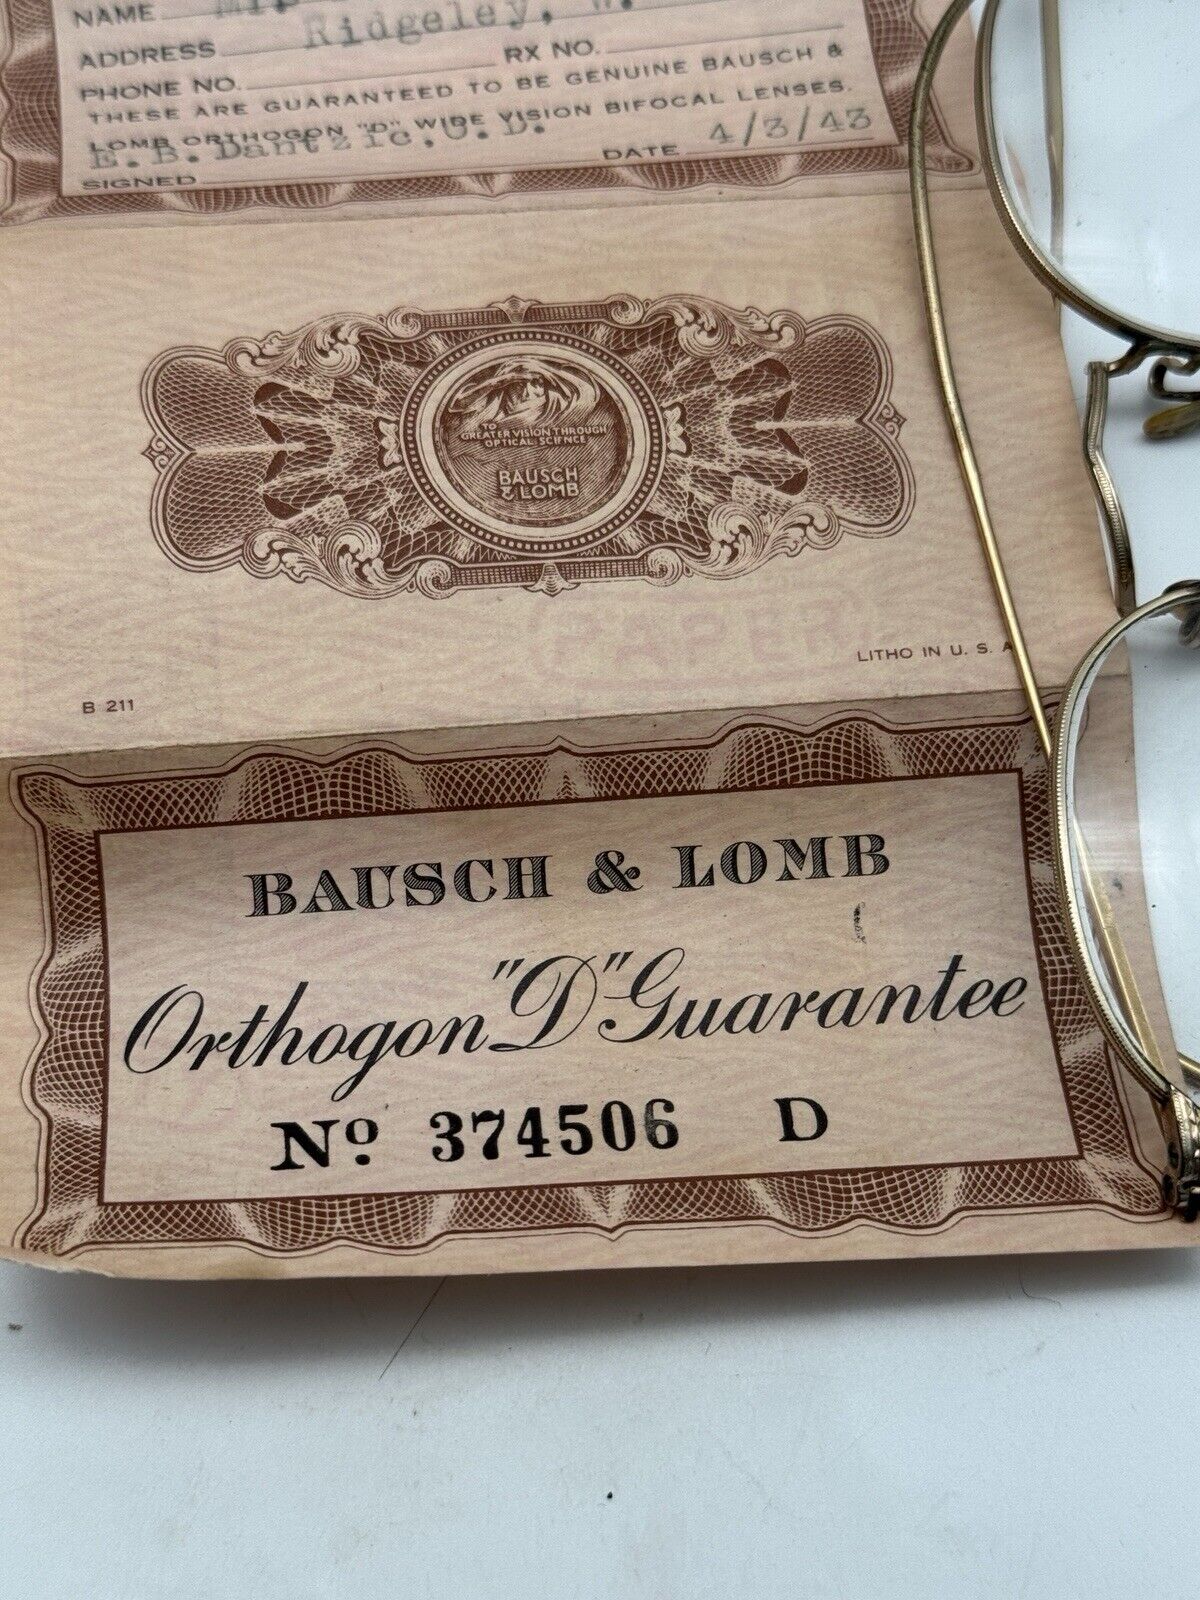 NAME
ADDRESS Ridgeley, W.
PHONE NO. RX NO.
THESE ARE GUARANTEED TO BE GENUINE BAUSCH &
LOMB ORTHOGON "D" WIDE VISION BIFOCAL LENSES.
E.B.Dantzic,O.D.
SIGNED DATE 4/3/43
TO
GREATER VISION THROUGH
OPTICAL SCIENCE
BAUSCH
& LOMB
PAPER
LITHO IN U. S. A
B 211
BAUSCH & LOMB
Orthogon "D" Guarantee
No. 374506 D